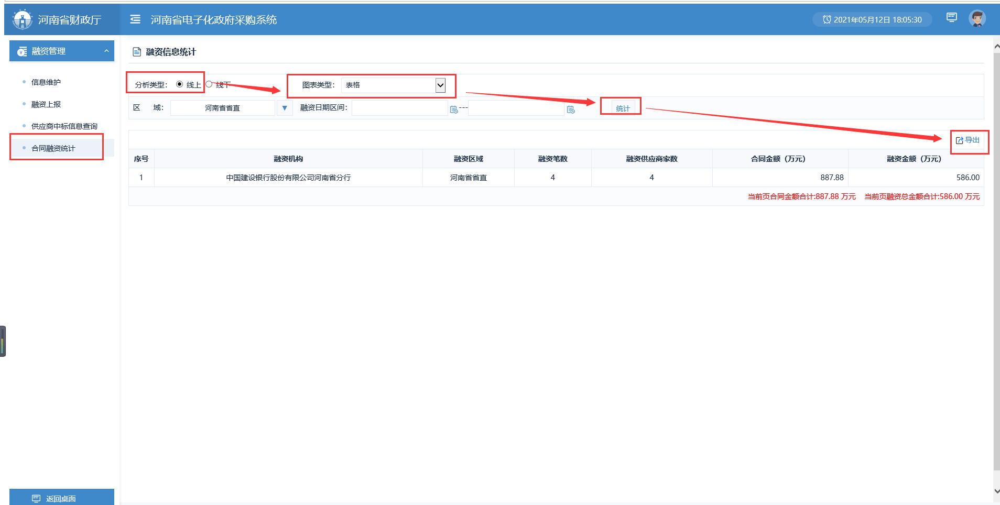 河南省财政厅
河南省电子化政府采购系统
2021年05月12日 18:05:30
融资管理
信息维护
融资上报
供应商中标信息查询
合同融资统计
返回桌面
融资信息统计
分析类型： 线上 线下 图表类型： 表格
区 域： 河南省省直 ▼ 融资日期区间： --- 统计
导出
序号 融资机构 融资区域 融资笔数 融资供应商家数 合同金额（万元） 融资金额（万元）
1 中国建设银行股份有限公司河南省分行 河南省省直 4 4 887.88 586.00
当前页合同金额合计:887.88 万元 当前页融资总金额合计:586.00 万元